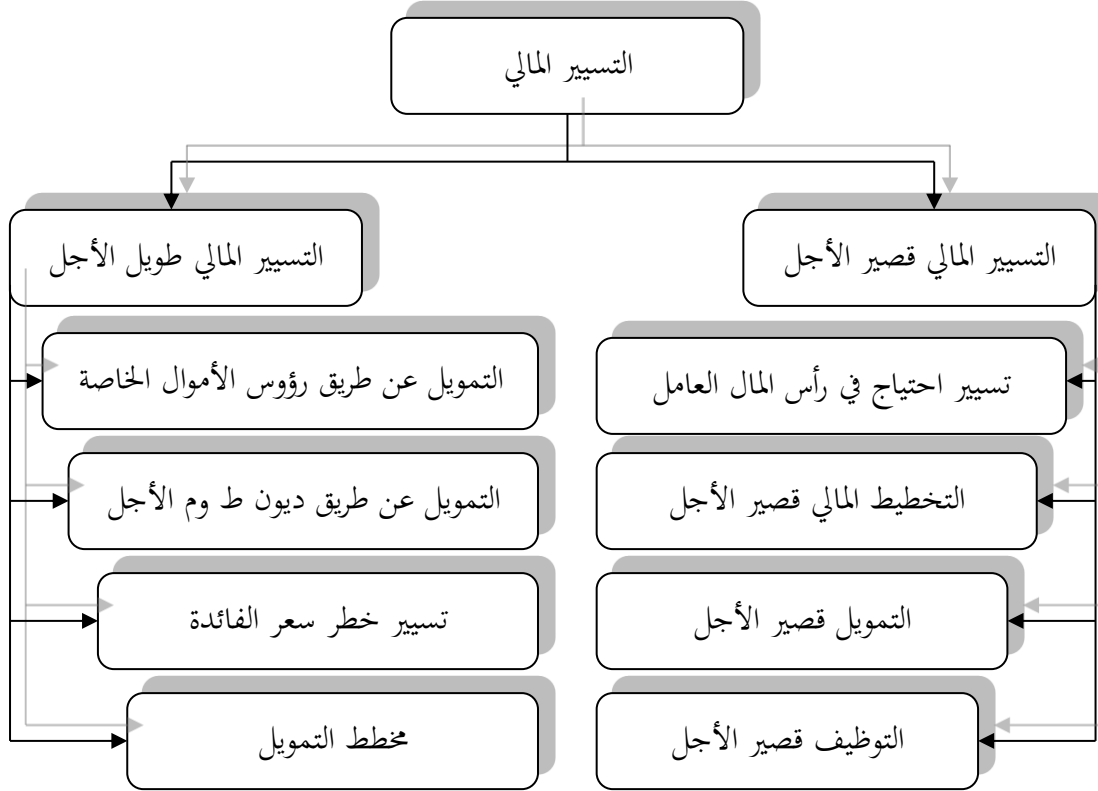 التسيير المالي
التسيير المالي قصير الأجل
التسيير المالي طويل الأجل
تسيير احتياج في رأس المال العامل
التمويل عن طريق رؤوس الأموال الخاصة
التخطيط المالي قصير الأجل
التمويل عن طريق ديون ط وم الأجل
التمويل قصير الأجل
تسيير خطر سعر الفائدة
التوظيف قصير الأجل
مخطط التمويل